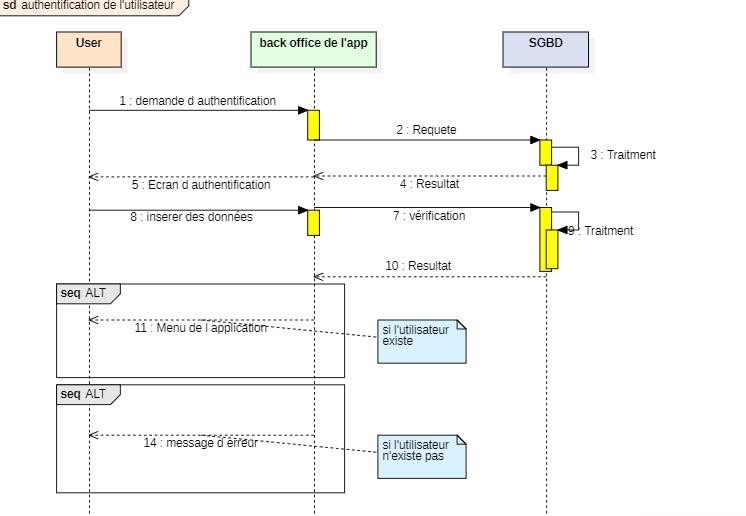 sd authentification de l'utilisateur
User
back office de l'app
SGBD
1 : demande d authentification
2 : Requete
3 : Traitment
5 : Ecran d authentification
4 : Resultat
8 : inserer des données
7 : vérification
9 : Traitment
10 : Resultat
seq ALT
11 : Menu de l application
si l'utilisateur
existe
seq ALT
14 : message d'erreur
si l'utilisateur
n'existe pas